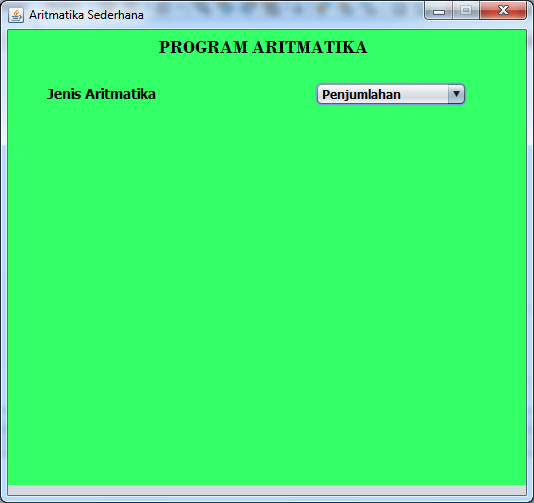 Aritmatika Sederhana
PROGRAM ARITMATIKA
Jenis Aritmatika Penjumlahan